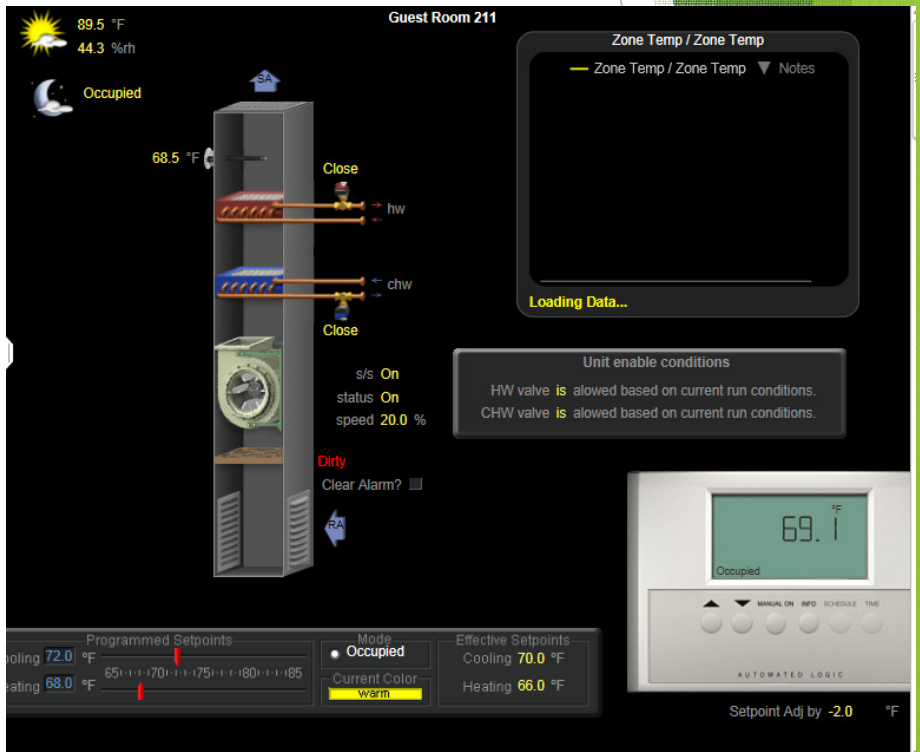 Guest Room 211
89.5 °F
44.3 %rh
Occupied
Zone Temp / Zone Temp
Zone Temp / Zone Temp Notes
Loading Data...
SA
68.5 °F
Close
hw
chw
Close
s/s On
status On
speed 20.0 %
Unit enable conditions
HW valve is alowed based on current run conditions.
CHW valve is alowed based on current run conditions.
Dirty
Clear Alarm?
RA
°F
69.1
Occupied
MANUAL ON INFO SCHEDULE TIME
AUTOMATED LOGIC
Setpoint Adj by -2.0 °F
Programmed Setpoints
ooling 72.0 °F
65 70 75 80 85
eating 68.0 °F
Mode
Occupied
Current Color
warm
Effective Setpoints
Cooling 70.0 °F
Heating 66.0 °F